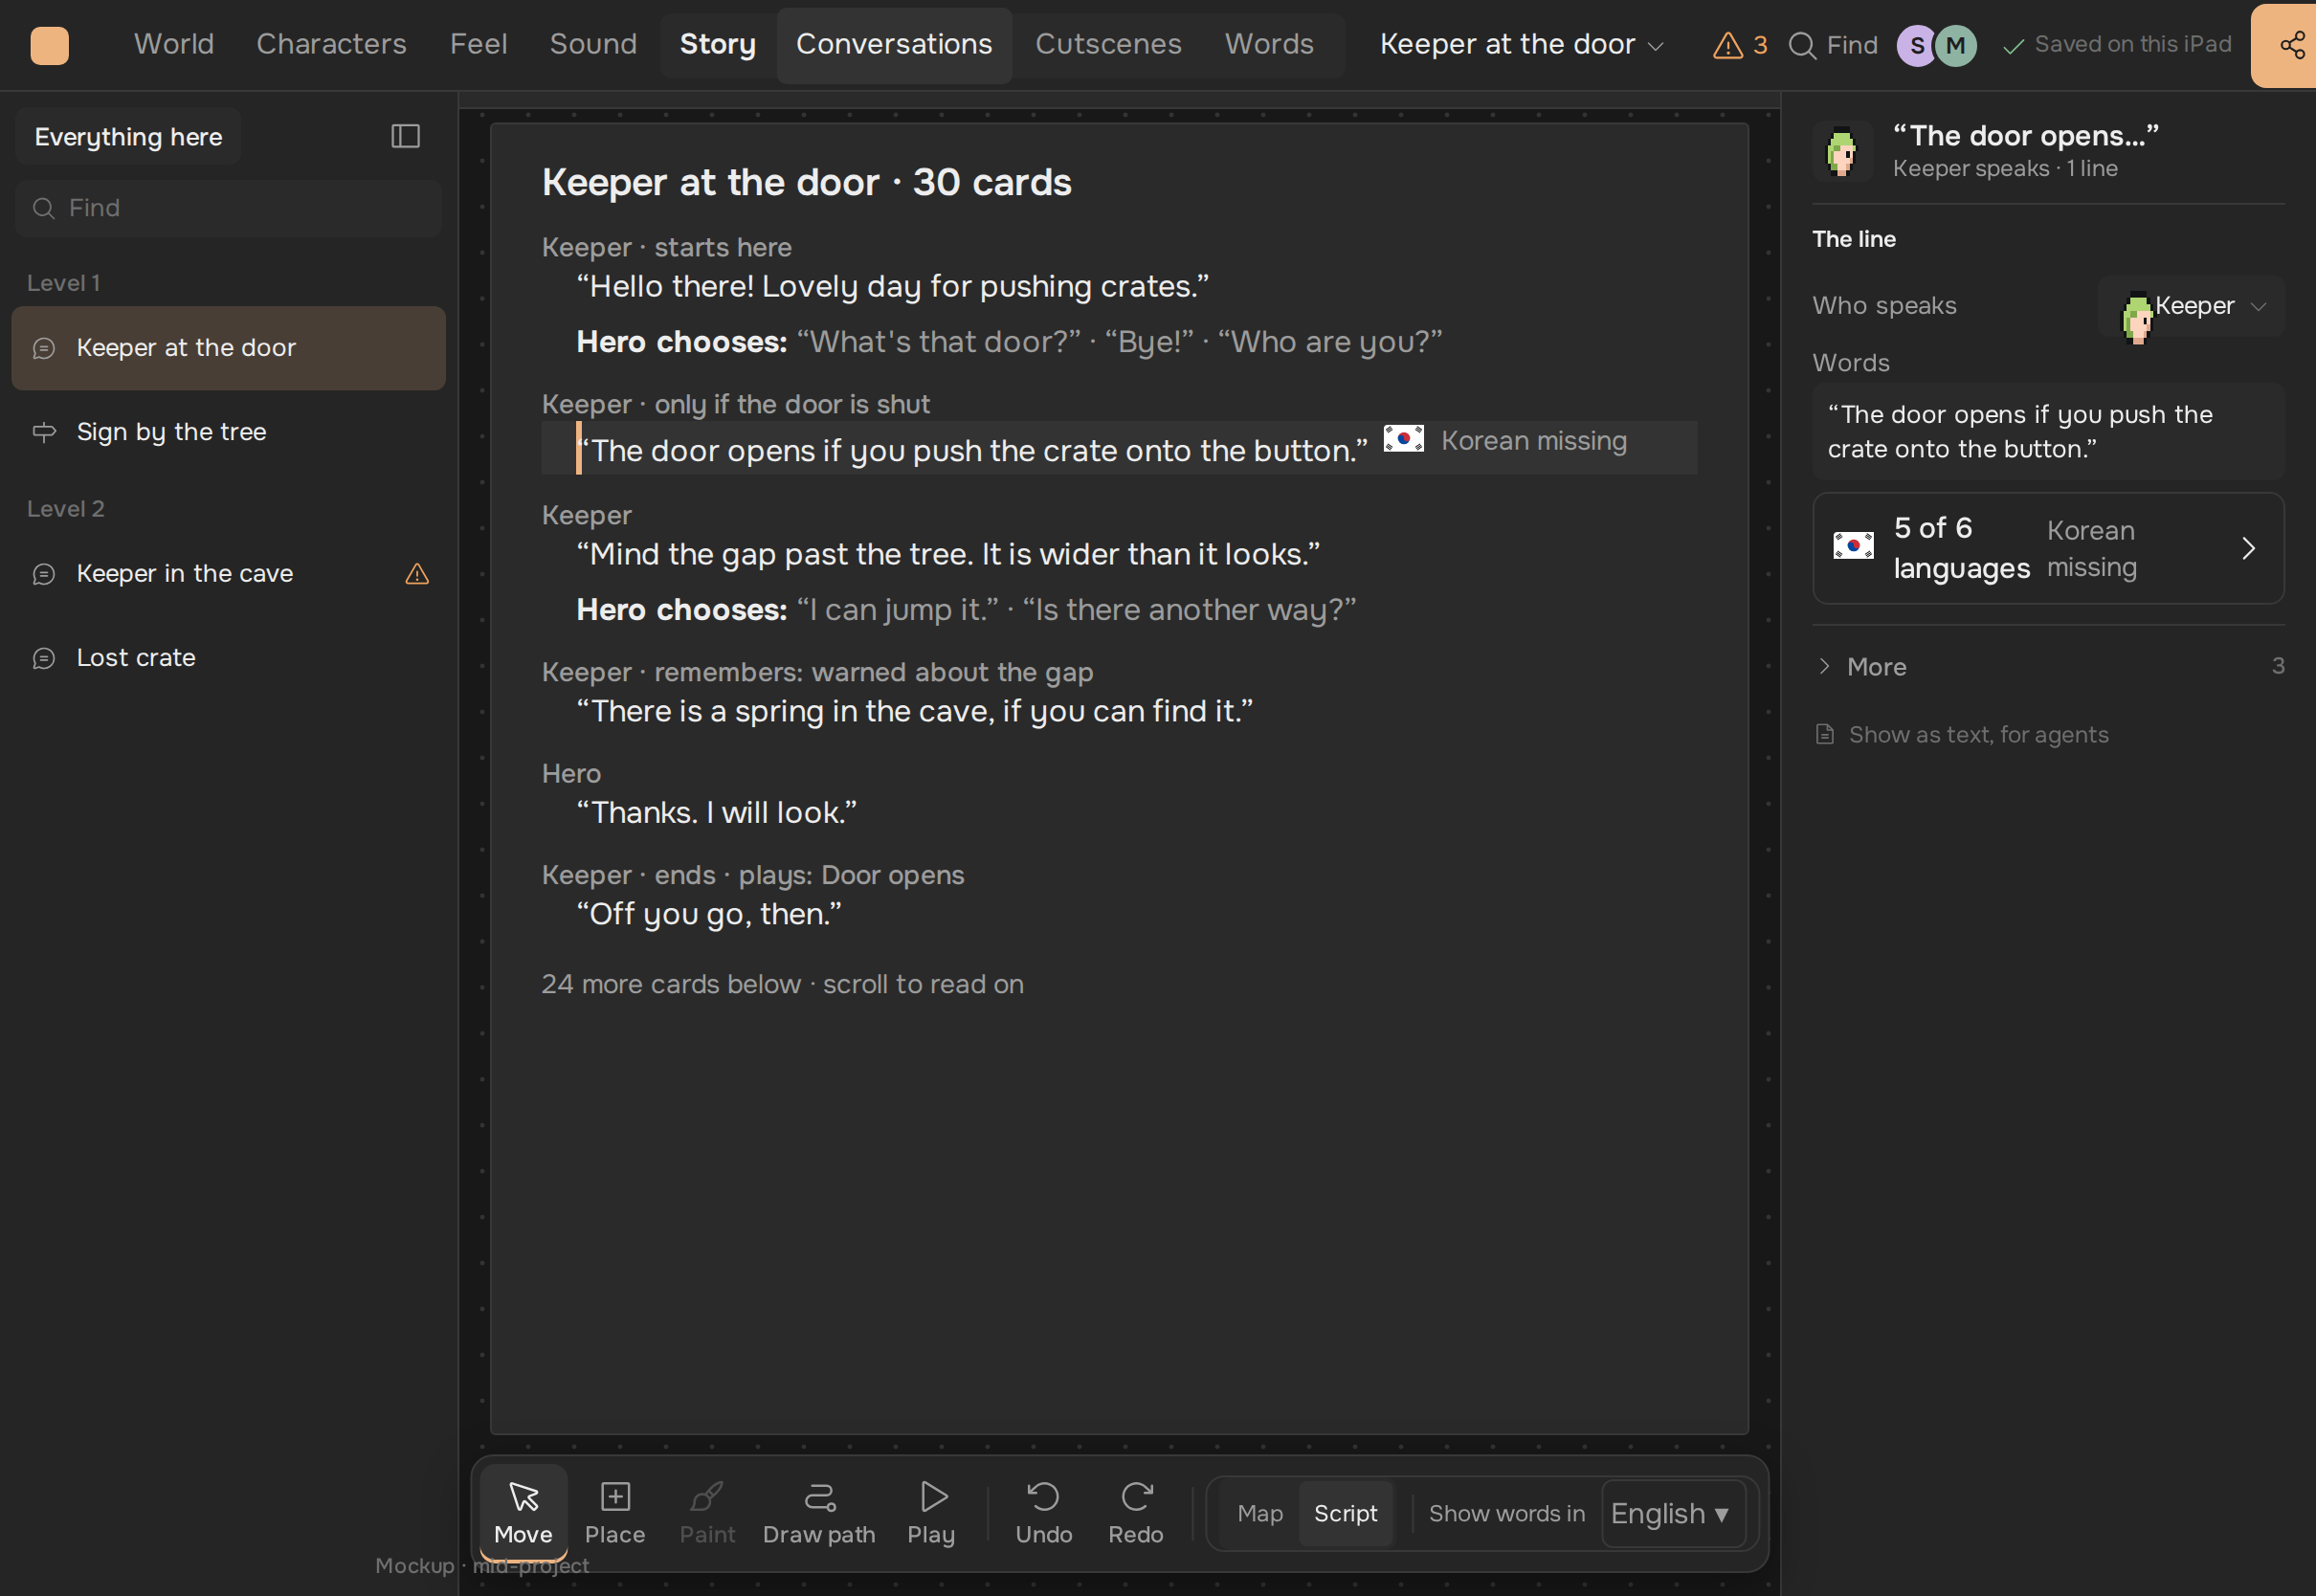 World Characters Feel Sound Story Conversations Cutscenes Words Keeper at the door 3 Find S M Saved on this iPad
Everything here
Find
Level 1
Keeper at the door
Sign by the tree
Level 2
Keeper in the cave
Lost crate
Keeper at the door · 30 cards
Keeper · starts here
“Hello there! Lovely day for pushing crates.”
Hero chooses: “What's that door?” · “Bye!” · “Who are you?”
Keeper · only if the door is shut
“The door opens if you push the crate onto the button.” Korean missing
Keeper
“Mind the gap past the tree. It is wider than it looks.”
Hero chooses: “I can jump it.” · “Is there another way?”
Keeper · remembers: warned about the gap
“There is a spring in the cave, if you can find it.”
Hero
“Thanks. I will look.”
Keeper · ends · plays: Door opens
“Off you go, then.”
24 more cards below · scroll to read on
“The door opens...”
Keeper speaks · 1 line
The line
Who speaks Keeper
Words
“The door opens if you push the
crate onto the button.”
5 of 6
languages
Korean
missing
More 3
Show as text, for agents
Move Place Paint Draw path Play Undo Redo Map Script Show words in English ▾
Mockup · mid-project